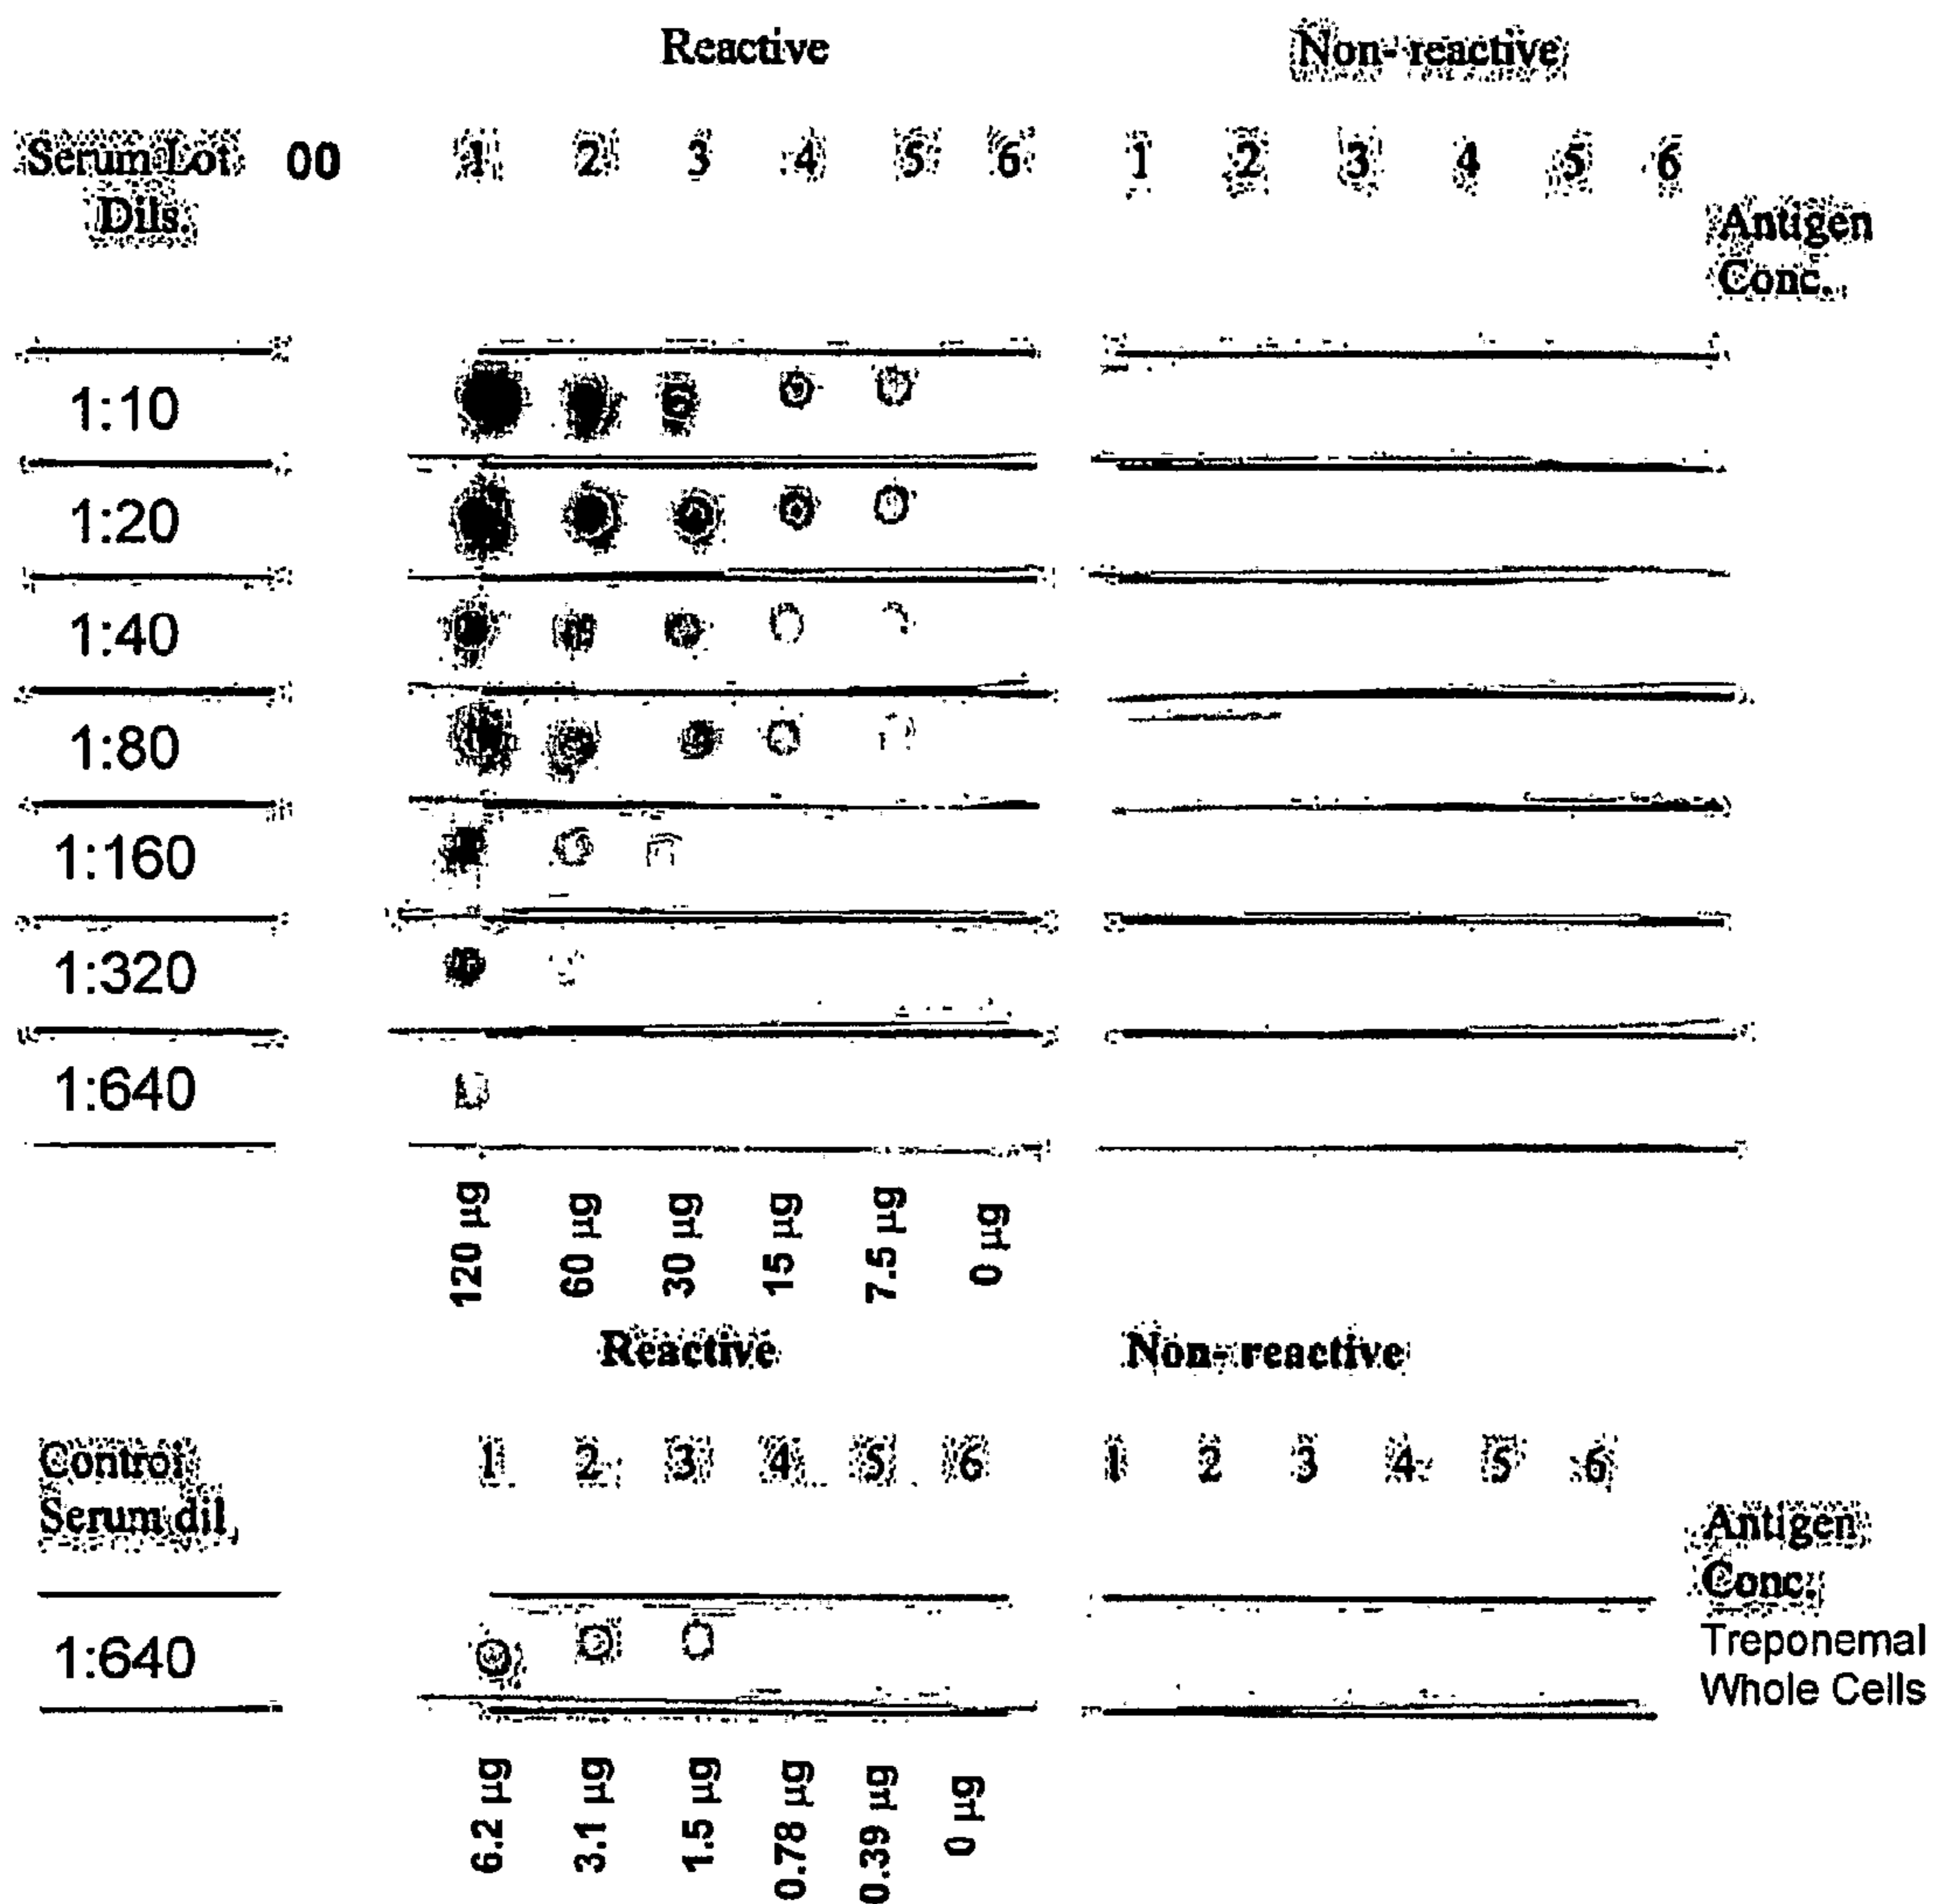 Reactive Non-reactive
Serum Lot 00 1 2 3 4 5 6 1 2 3 4 5 6
Dils.
Antigen
Conc.
1:10
1:20
1:40
1:80
1:160
1:320
1:640
120 µg 60 µg 30 µg 15 µg 7.5 µg 0 µg
Reactive Non-reactive
Control 1 2 3 4 5 6 1 2 3 4 5 6
Serum dil.
Antigen
Conc.
1:640 Treponemal
Whole Cells
6.2 µg 3.1 µg 1.5 µg 0.78 µg 0.39 µg 0 µg